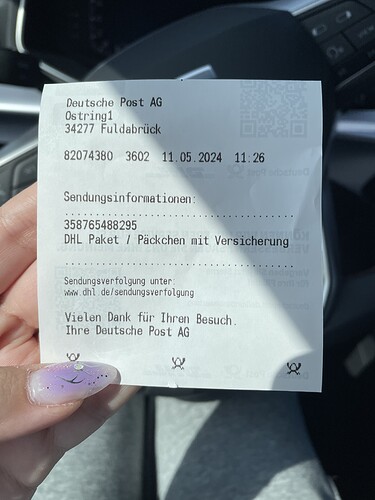 Deutsche Post AG
Ostring1
34277 Fuldabrück
82074380 3602 11.05.2024 11:26
Sendungsinformationen:
358765488295
DHL Paket / Päckchen mit Versicherung
Sendungsverfolgung unter:
www.dhl.de/sendungsverfolgung
Vielen Dank für Ihren Besuch.
Ihre Deutsche Post AG